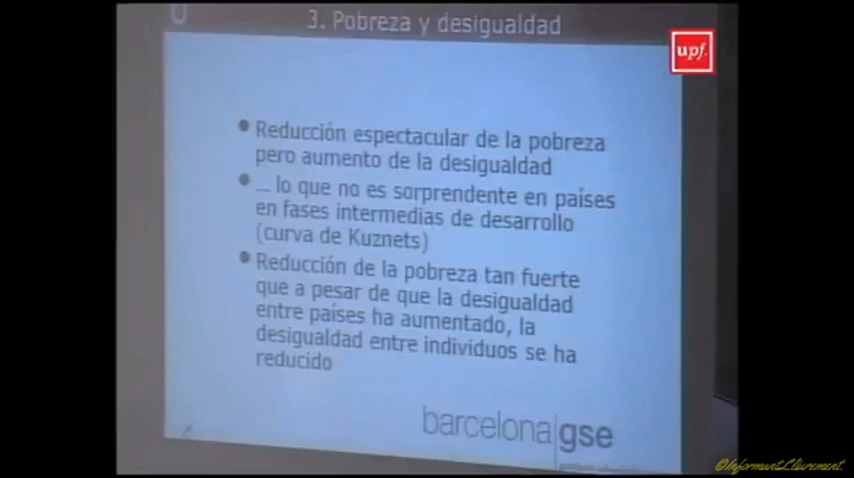 3. Pobreza y desigualdad
upf.
• Reducción espectacular de la pobreza
pero aumento de la desigualdad
• ... lo que no es sorprendente en países
en fases intermedias de desarrollo
(curva de Kuznets)
• Reducción de la pobreza tan fuerte
que a pesar de que la desigualdad
entre países ha aumentado, la
desigualdad entre individuos se ha
reducido
barcelona gse
@InformantLliurement.